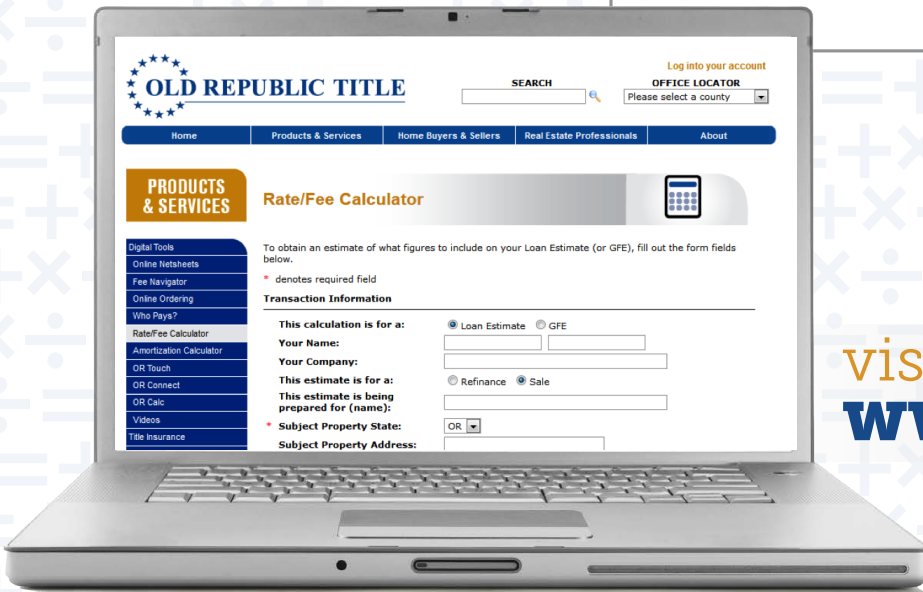 OLD REPUBLIC TITLE
Log into your account
SEARCH
OFFICE LOCATOR
Please select a county
Home Products & Services Home Buyers & Sellers Real Estate Professionals About
PRODUCTS
& SERVICES
Rate/Fee Calculator
Digital Tools
Online Netsheets
Fee Navigator
Online Ordering
Who Pays?
Rate/Fee Calculator
Amortization Calculator
OR Touch
OR Connect
OR Calc
Videos
Title Insurance
To obtain an estimate of what figures to include on your Loan Estimate (or GFE), fill out the form fields
below.
* denotes required field
Transaction Information
This calculation is for a: Loan Estimate GFE
Your Name:
Your Company:
This estimate is for a: Refinance Sale
This estimate is being
prepared for (name):
* Subject Property State: OR
Subject Property Address: